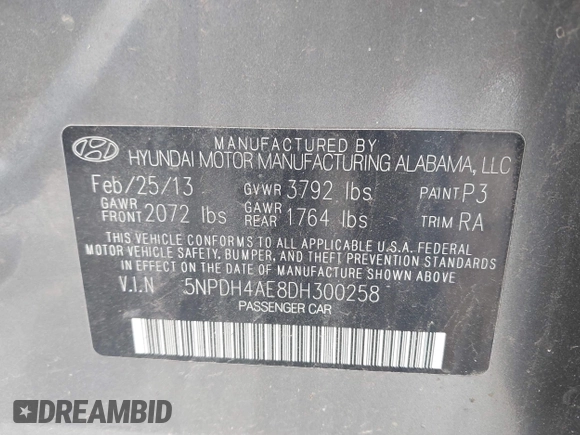 MANUFACTURED BY
HYUNDAI MOTOR MANUFACTURING ALABAMA, LLC
Feb/25/13 GVWR 3792 lbs PAINT P3
GAWR FRONT 2072 lbs GAWR REAR 1764 lbs TRIM RA
THIS VEHICLE CONFORMS TO ALL APPLICABLE U.S.A. FEDERAL
MOTOR VEHICLE SAFETY, BUMPER, AND THEFT PREVENTION STANDARDS
IN EFFECT ON THE DATE OF MANUFACTURE SHOWN ABOVE.
V.I.N 5NPDH4AE8DH300258
PASSENGER CAR
DREAMBID